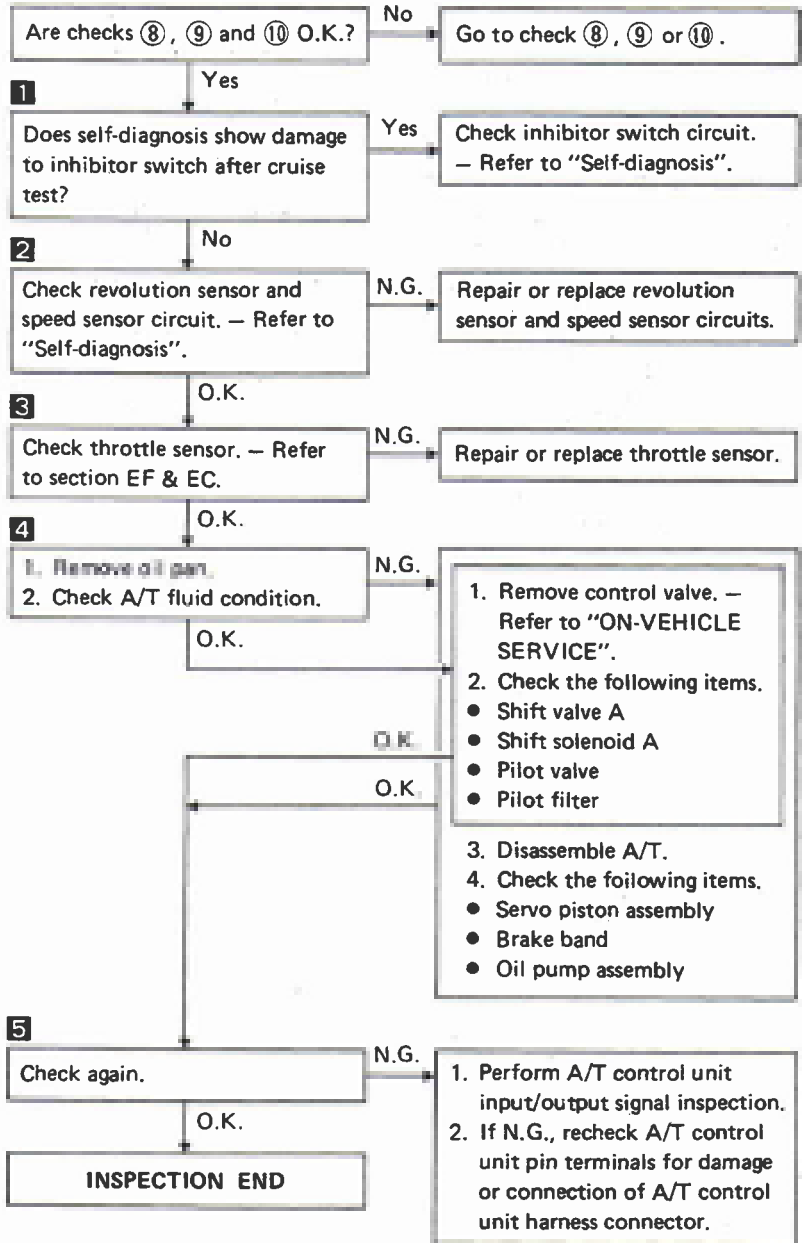 Are checks ⑧, ⑨ and ⑩ O.K.?
No
Go to check ⑧, ⑨ or ⑩.
Yes
1
Does self-diagnosis show damage
to inhibitor switch after cruise
test?
Yes
Check inhibitor switch circuit.
— Refer to "Self-diagnosis".
No
2
Check revolution sensor and
speed sensor circuit. — Refer to
"Self-diagnosis".
N.G.
Repair or replace revolution
sensor and speed sensor circuits.
O.K.
3
Check throttle sensor. — Refer
to section EF & EC.
N.G.
Repair or replace throttle sensor.
O.K.
4
1. Remove oil pan.
2. Check A/T fluid condition.
N.G.
O.K.
1. Remove control valve. —
Refer to "ON-VEHICLE
SERVICE".
2. Check the following items.
● Shift valve A
● Shift solenoid A
● Pilot valve
● Pilot filter
O.K.
O.K.
3. Disassemble A/T.
4. Check the following items.
● Servo piston assembly
● Brake band
● Oil pump assembly
5
Check again.
N.G.
1. Perform A/T control unit
input/output signal inspection.
2. If N.G., recheck A/T control
unit pin terminals for damage
or connection of A/T control
unit harness connector.
O.K.
INSPECTION END